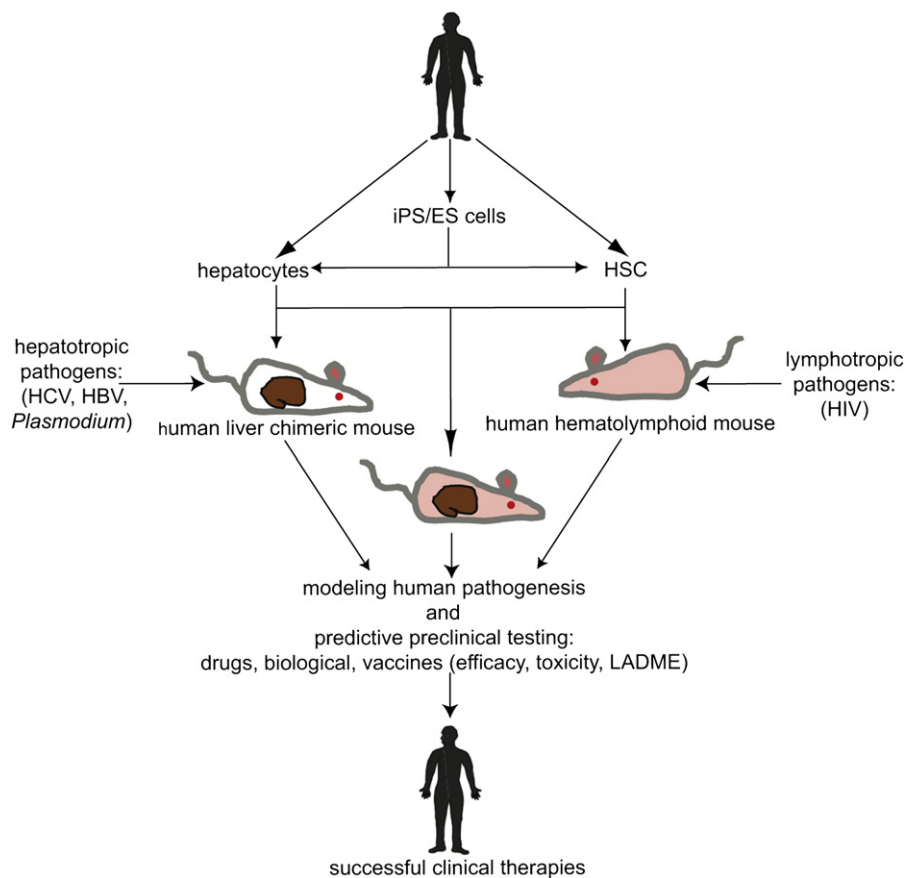 iPS/ES cells
hepatocytes
HSC
hepatotropic
pathogens:
(HCV, HBV,
Plasmodium)
lymphotropic
pathogens:
(HIV)
human liver chimeric mouse
human hematolymphoid mouse
modeling human pathogenesis
and
predictive preclinical testing:
drugs, biological, vaccines (efficacy, toxicity, LADME)
successful clinical therapies